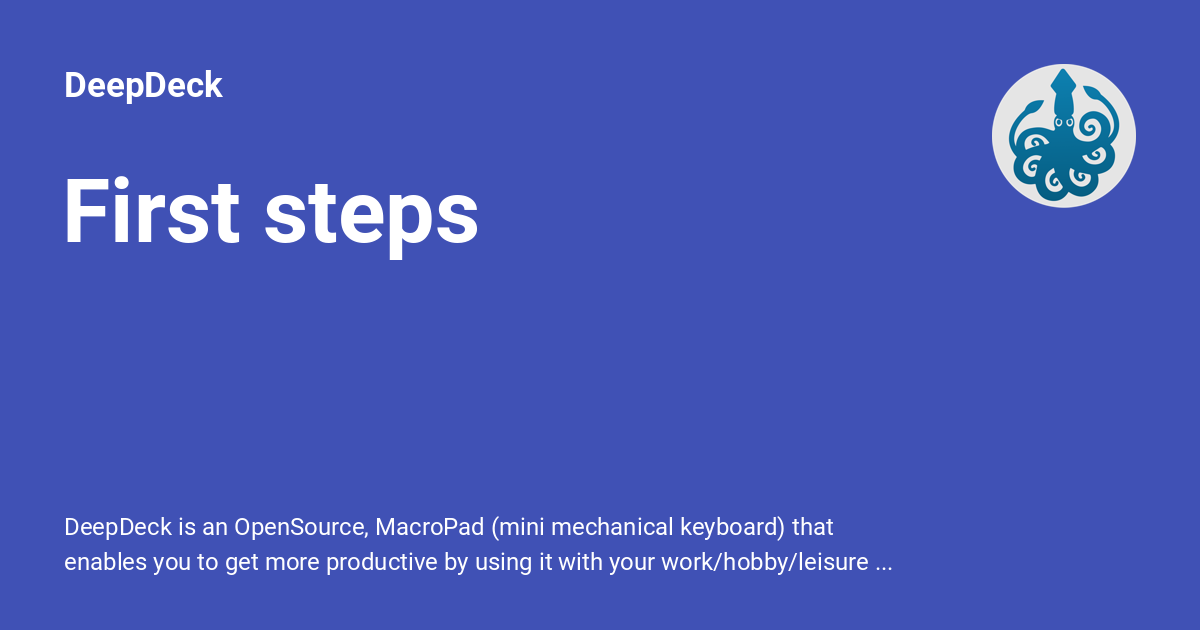 DeepDeck
First steps
DeepDeck is an OpenSource, MacroPad (mini mechanical keyboard) that
enables you to get more productive by using it with your work/hobby/leisure ...